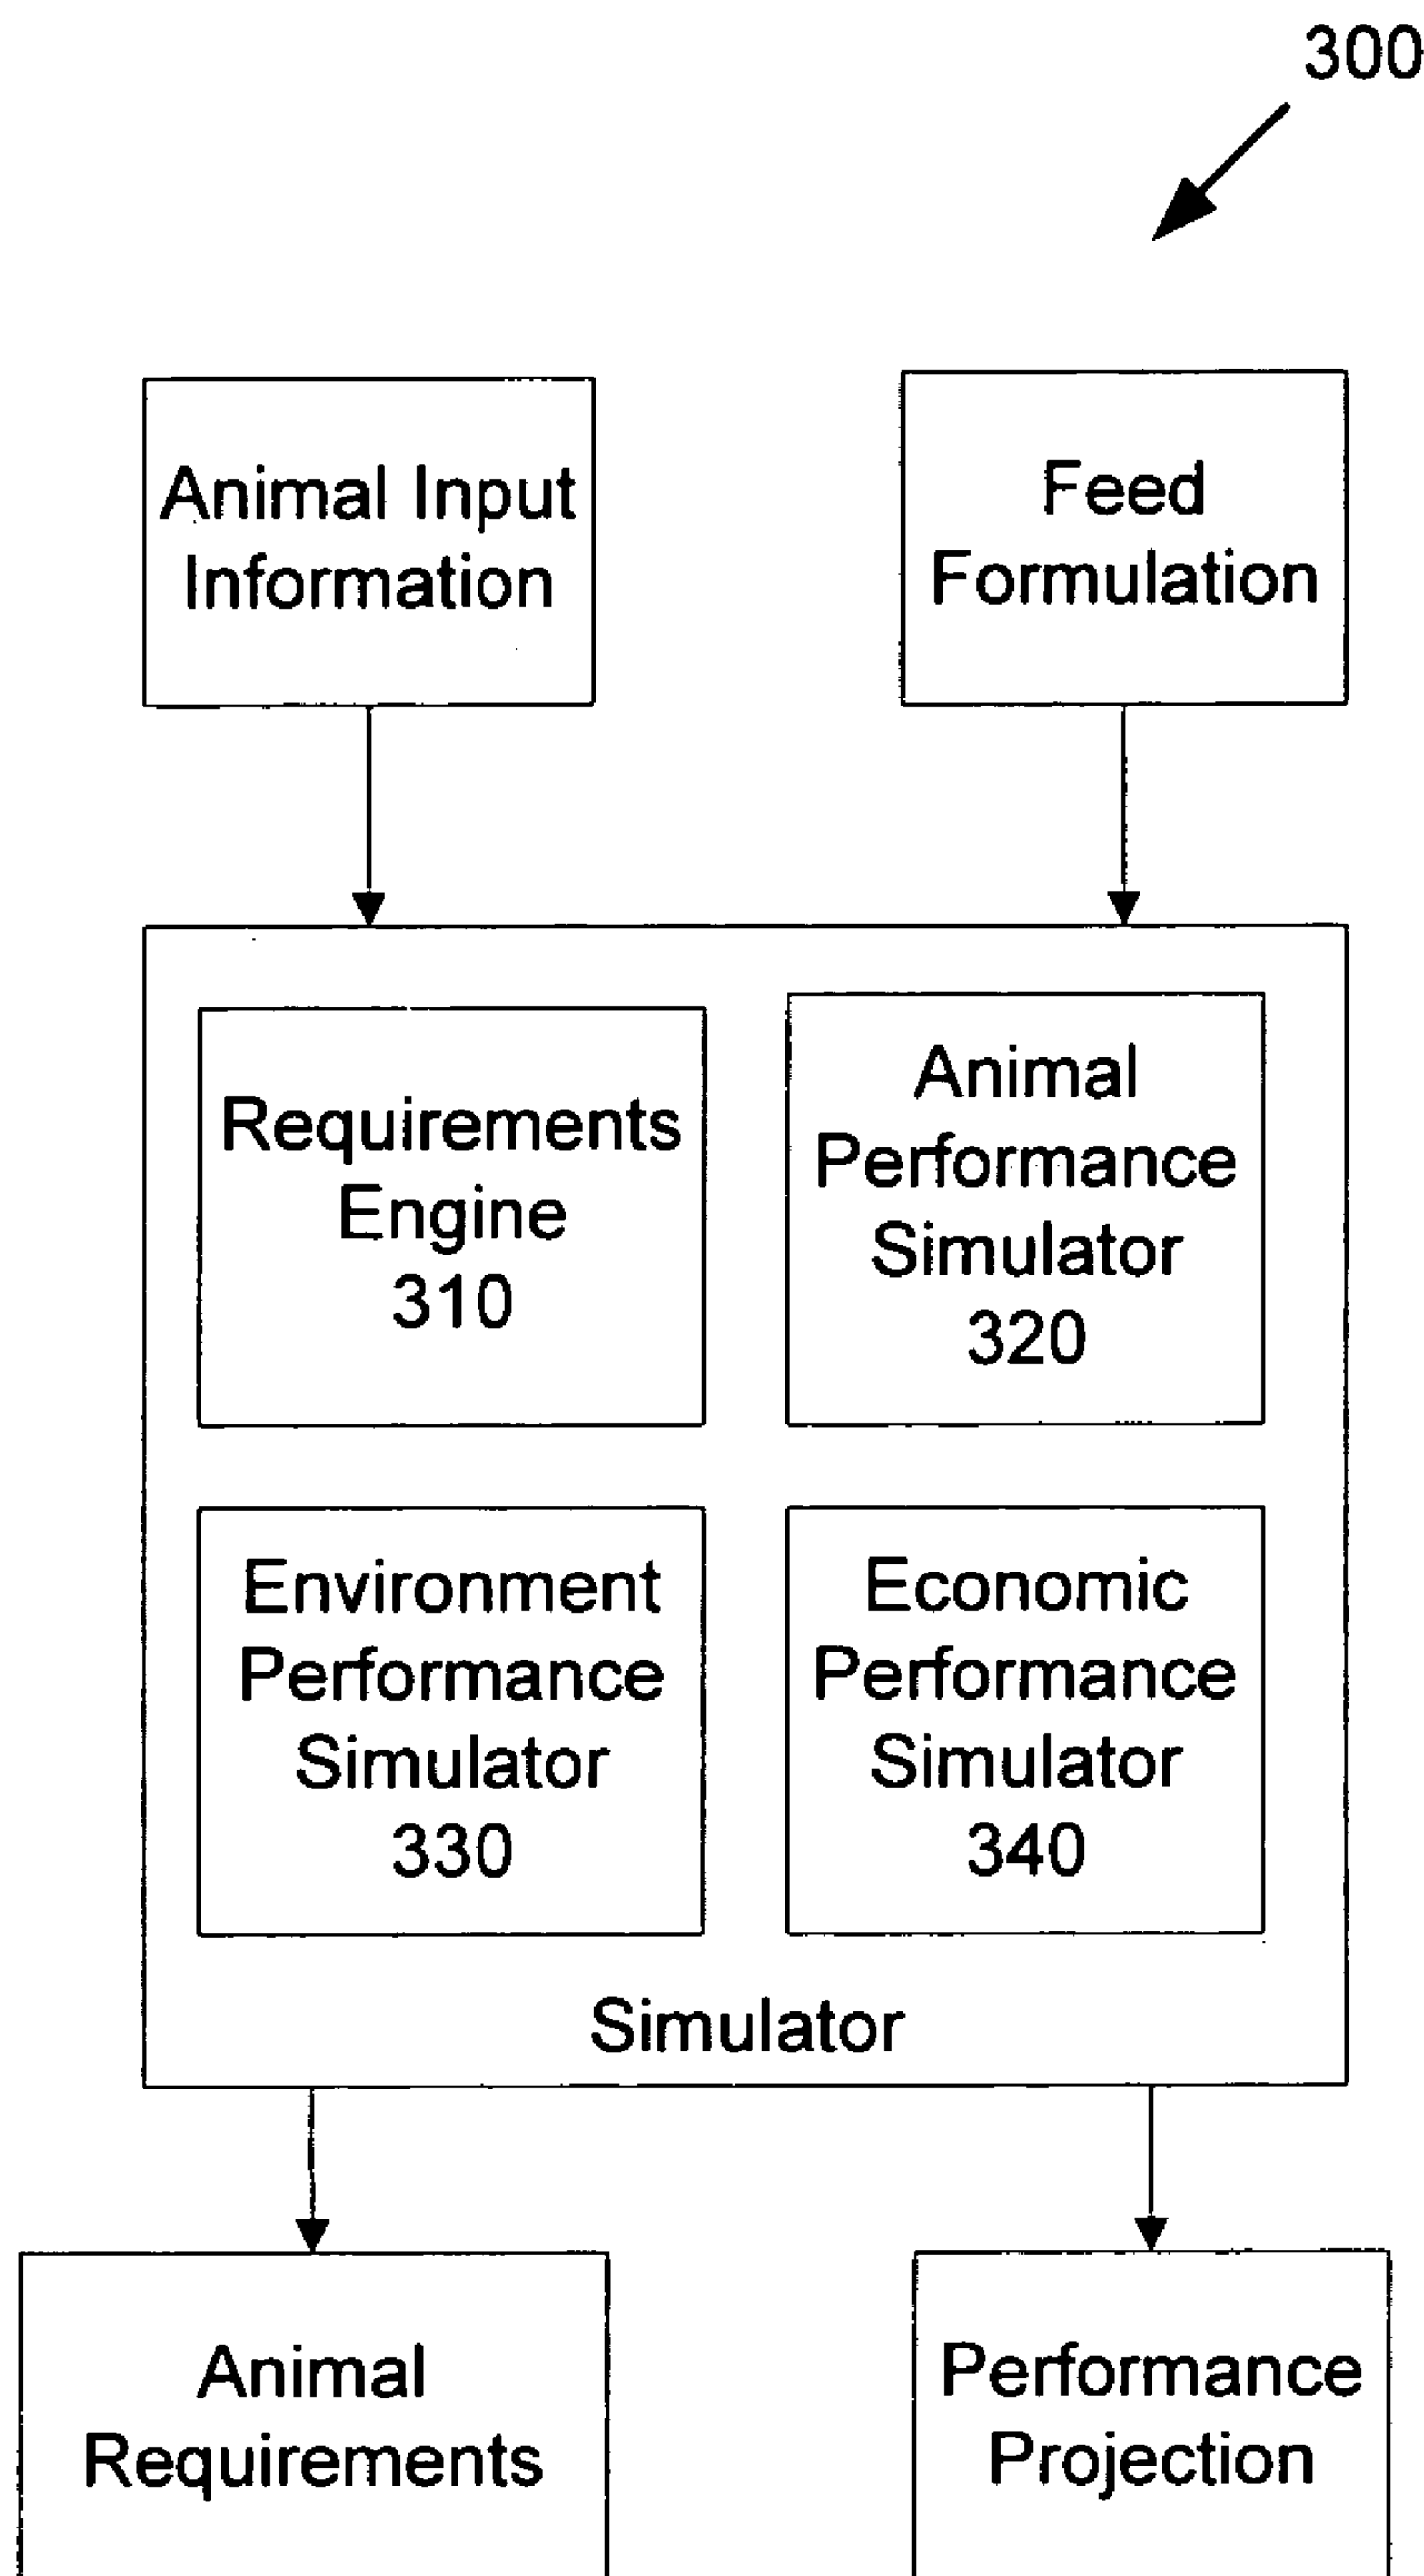 300
Animal Input
Information
Feed
Formulation
Requirements
Engine
310
Animal
Performance
Simulator
320
Environment
Performance
Simulator
330
Economic
Performance
Simulator
340
Simulator
Animal
Requirements
Performance
Projection